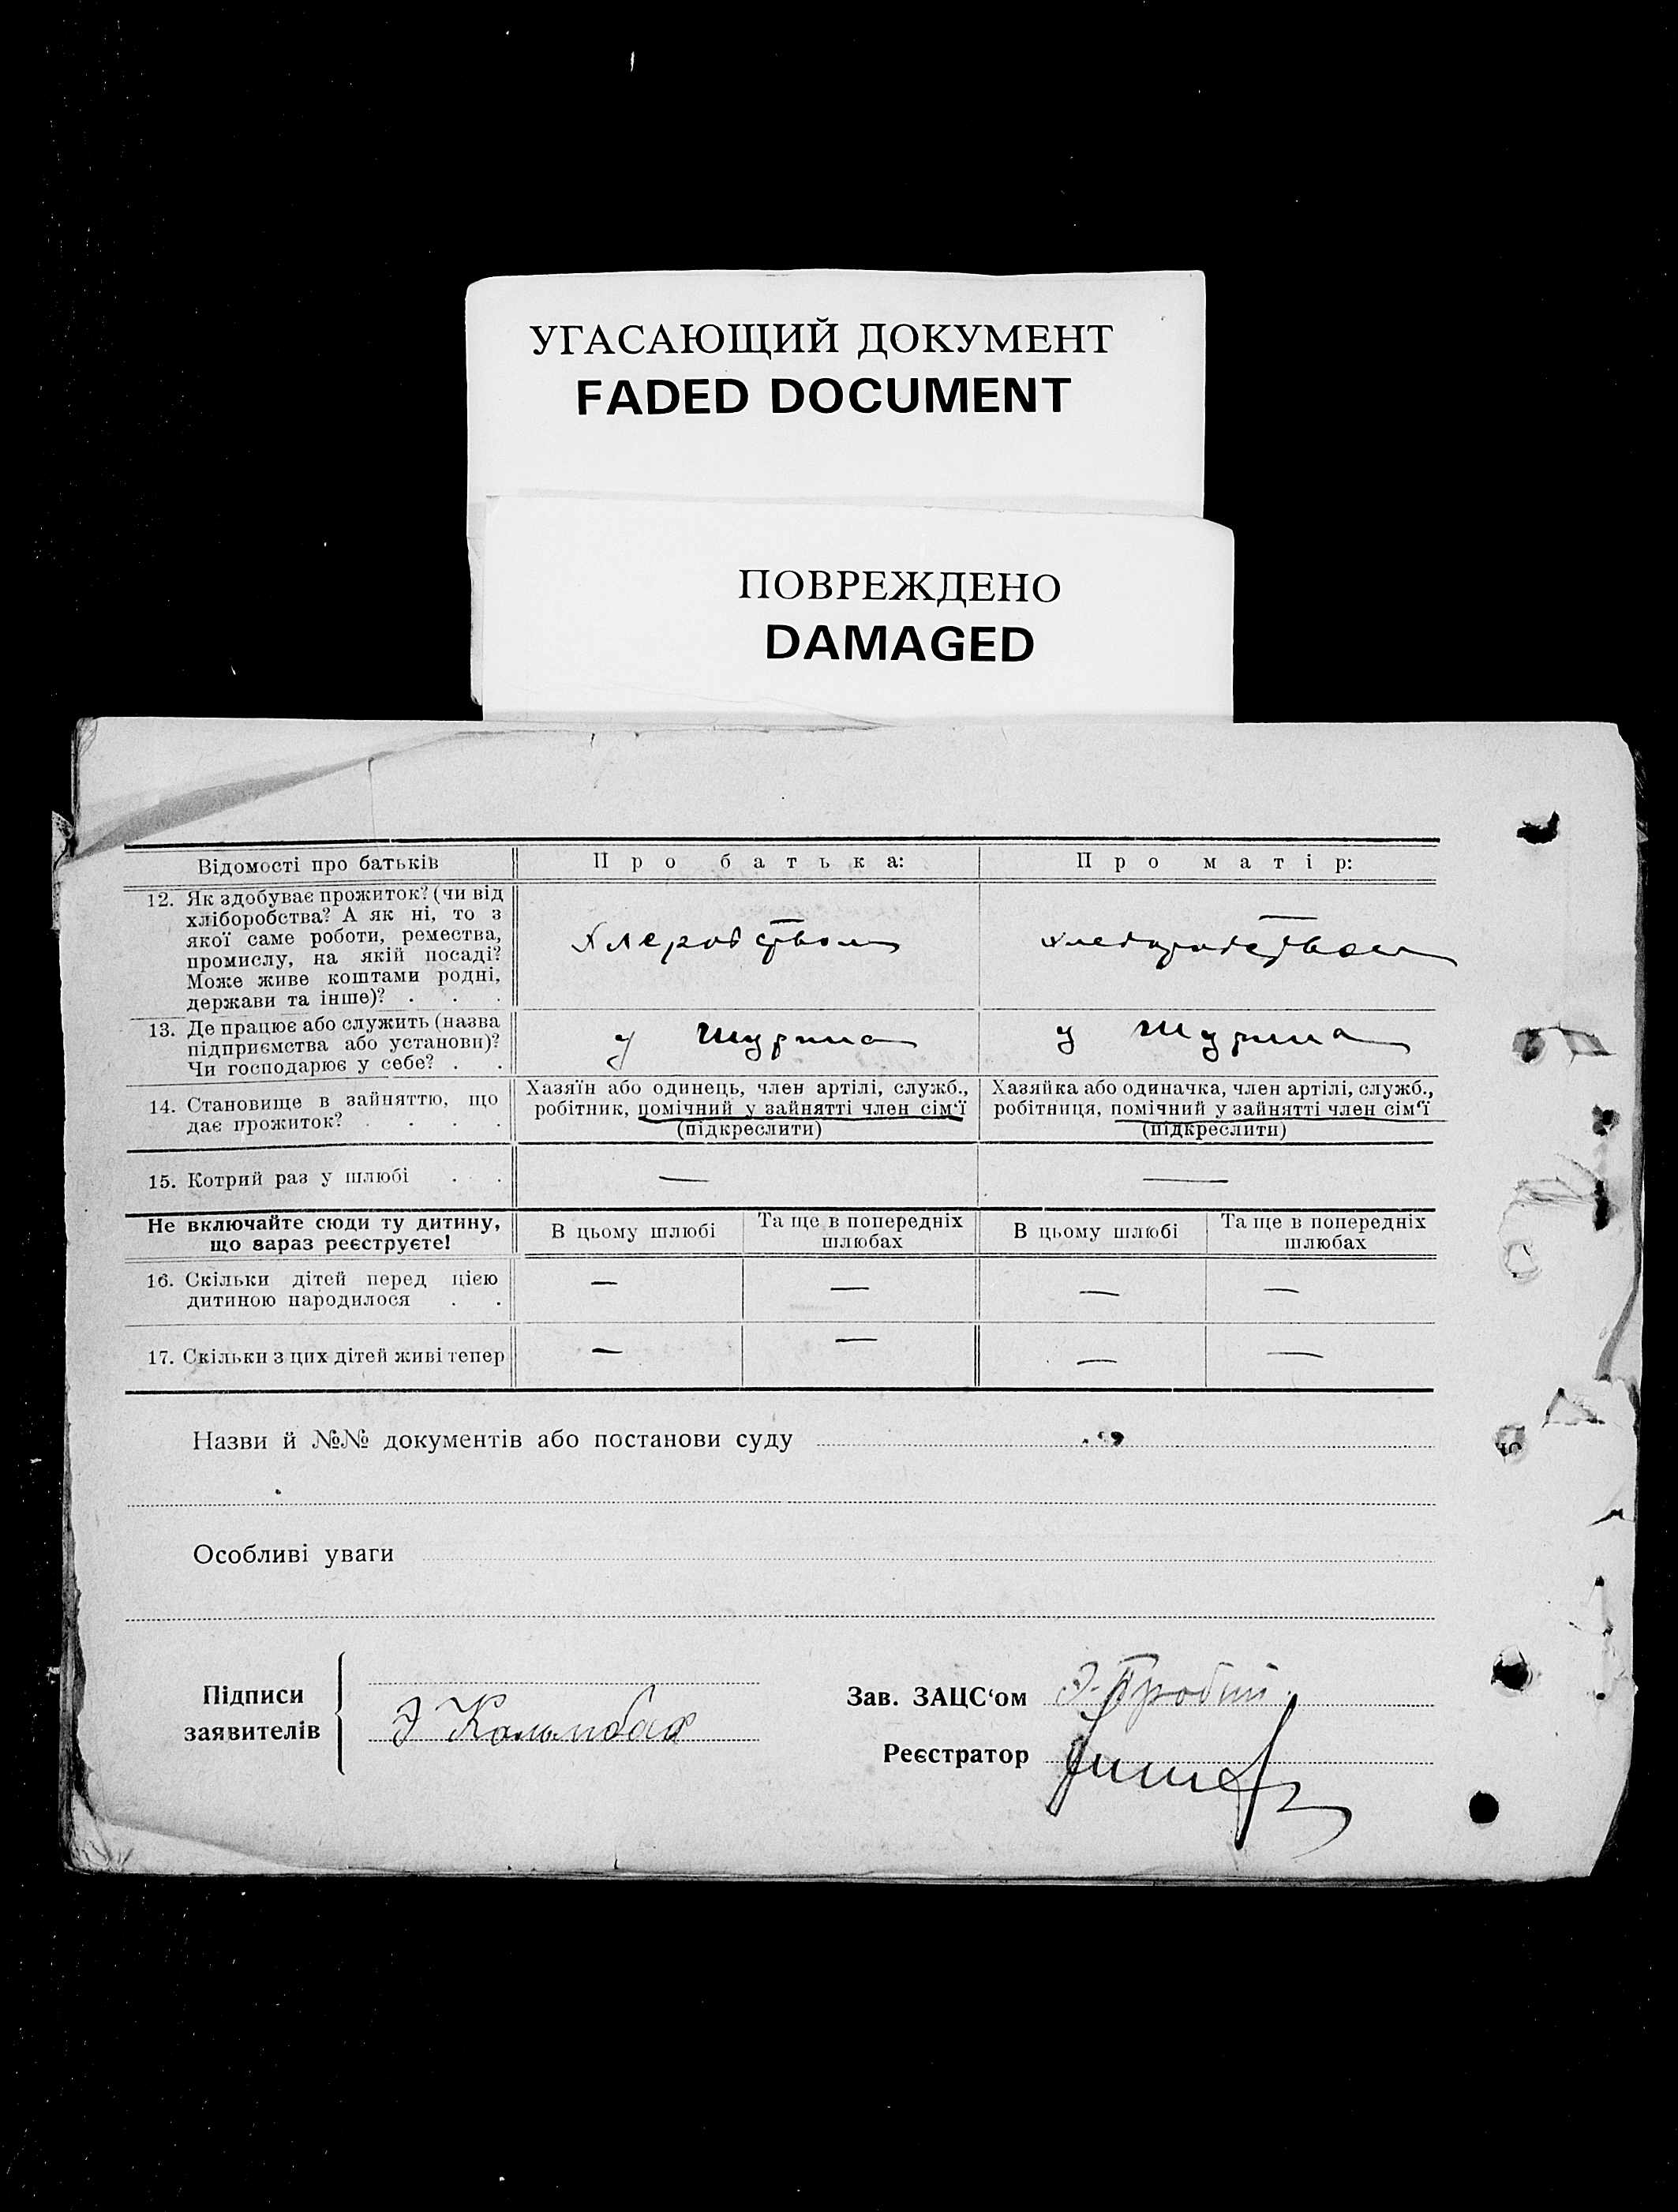 УГАСАЮЩИЙ ДОКУМЕНТ
FADED DOCUMENT
ПОВРЕЖДЕНО
DAMAGED
Відомості про батьків
Про батька:
Про матір:
12. Як здобуває прожиток? (чи від
хліборобства? А як ні, то з
якої саме роботи, ремества,
промислу, на якій посаді?
Може живе коштами родні,
держави та інше)? . . .
13. Де працює або служить (назва
підприємства або установи)?
Чи господарює у себе? . .
у
у
14. Становище в зайняттю, що
дає прожиток? . . . .
Хазяїн або одинець, член артілі, служб.,
робітник, помічний у зайнятті член сім‘ї
(підкреслити)
Хазяйка або одиначка, член артілі, служб.,
робітниця, помічний у зайнятті член сім‘ї
(підкреслити)
15. Котрий раз у шлюбі . .
—
—
Не включайте сюди ту дитину,
що зараз реєструєте!
В цьому шлюбі
Та ще в попередніх
шлюбах
В цьому шлюбі
Та ще в попередніх
шлюбах
16. Скільки дітей перед цією
дитиною народилося . .
— — — —
17. Скільки з цих дітей живі тепер
— — — —
Назви й №№ документів або постанови суду
Особливі уваги
Підписи
заявителів
Зав. ЗАЦС‘ом
Реєстратор